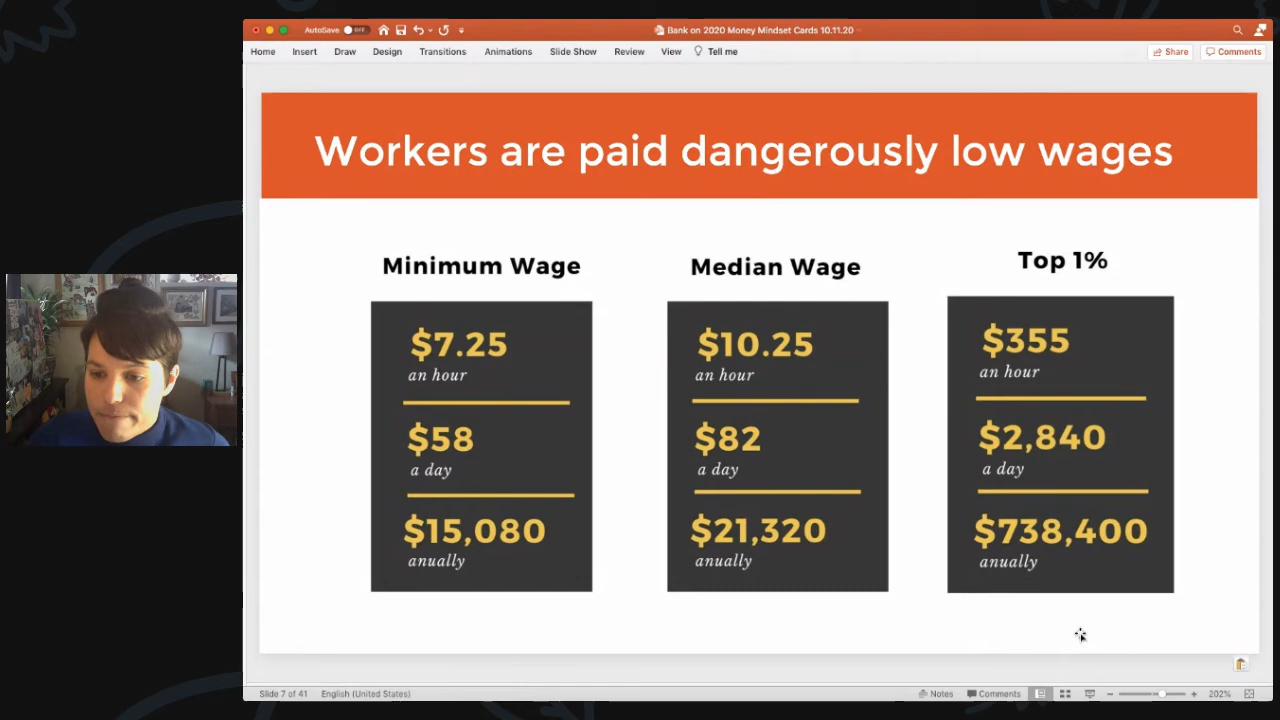 AutoSave OFF
Bank on 2020 Money Mindset Cards 10.11.20
Home Insert Draw Design Transitions Animations Slide Show Review View Tell me
Share Comments
Workers are paid dangerously low wages
Minimum Wage
$7.25
an hour
$58
a day
$15,080
anually
Median Wage
$10.25
an hour
$82
a day
$21,320
anually
Top 1%
$355
an hour
$2,840
a day
$738,400
anually
Slide 7 of 41 English (United States) Notes Comments 202%